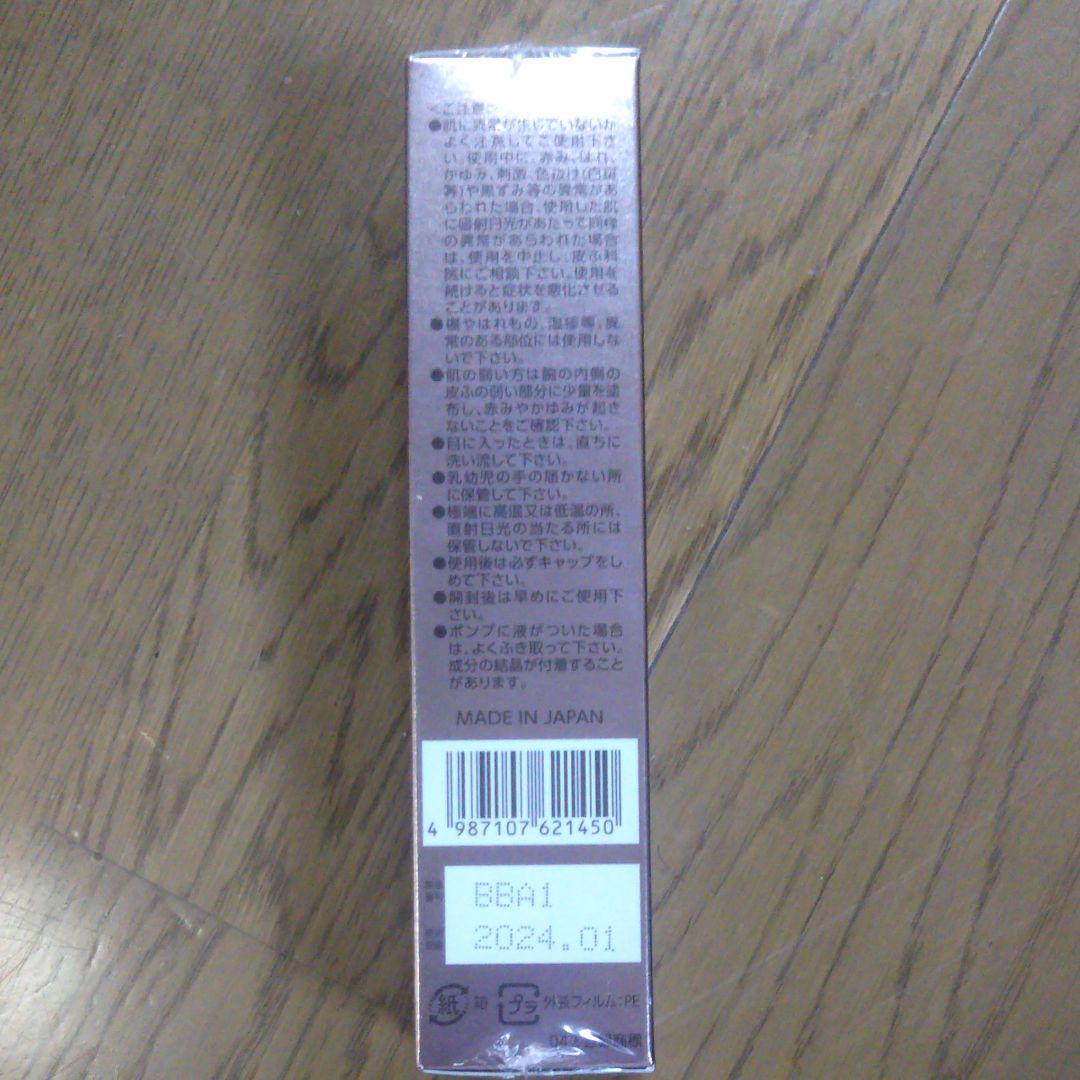 ＜ご注意＞
●肌に異常が生じていないか
よく注意してご使用下さ
い。使用中に、赤み、はれ、
かゆみ、刺激、色抜け(白斑
等)や黒ずみ等の異常があ
らわれた場合、使用した肌
に直射日光があたって同様
の異常があらわれた場合
は、使用を中止し、皮ふ科
医にご相談下さい。使用を
続けると症状を悪化させる
ことがあります。
●傷やはれもの、湿疹等、異
常のある部位には使用しな
いで下さい。
●肌の弱い方は腕の内側の
皮ふの弱い部分に少量を塗
布し、赤みやかゆみが起き
ないことをご確認下さい。
●目に入ったときは、直ちに
洗い流して下さい。
●乳幼児の手の届かない所
に保管して下さい。
●極端に高温又は低温の所、
直射日光の当たる所には
保管しないで下さい。
●使用後は必ずキャップをし
めて下さい。
●開封後は早めにご使用下
さい。
●ポンプに液がついた場合
は、よくふき取って下さい。
成分の結晶が付着すること
があります。
MADE IN JAPAN
4 987107 621450
BBA1
2024.01
紙 箱 プラ 外装フィルム:PE
登録商標